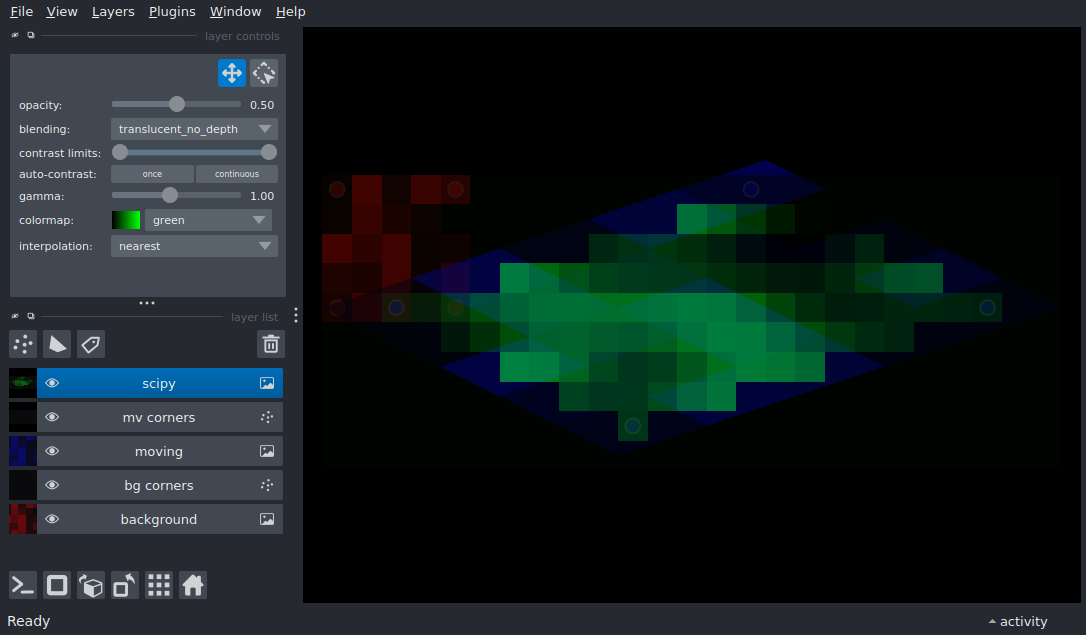 File View Layers Plugins Window Help
layer controls
opacity: 0.50
blending: translucent_no_depth
contrast limits:
auto-contrast: once continuous
gamma: 1.00
colormap: green
interpolation: nearest
layer list
scipy
mv corners
moving
bg corners
background
Ready
activity